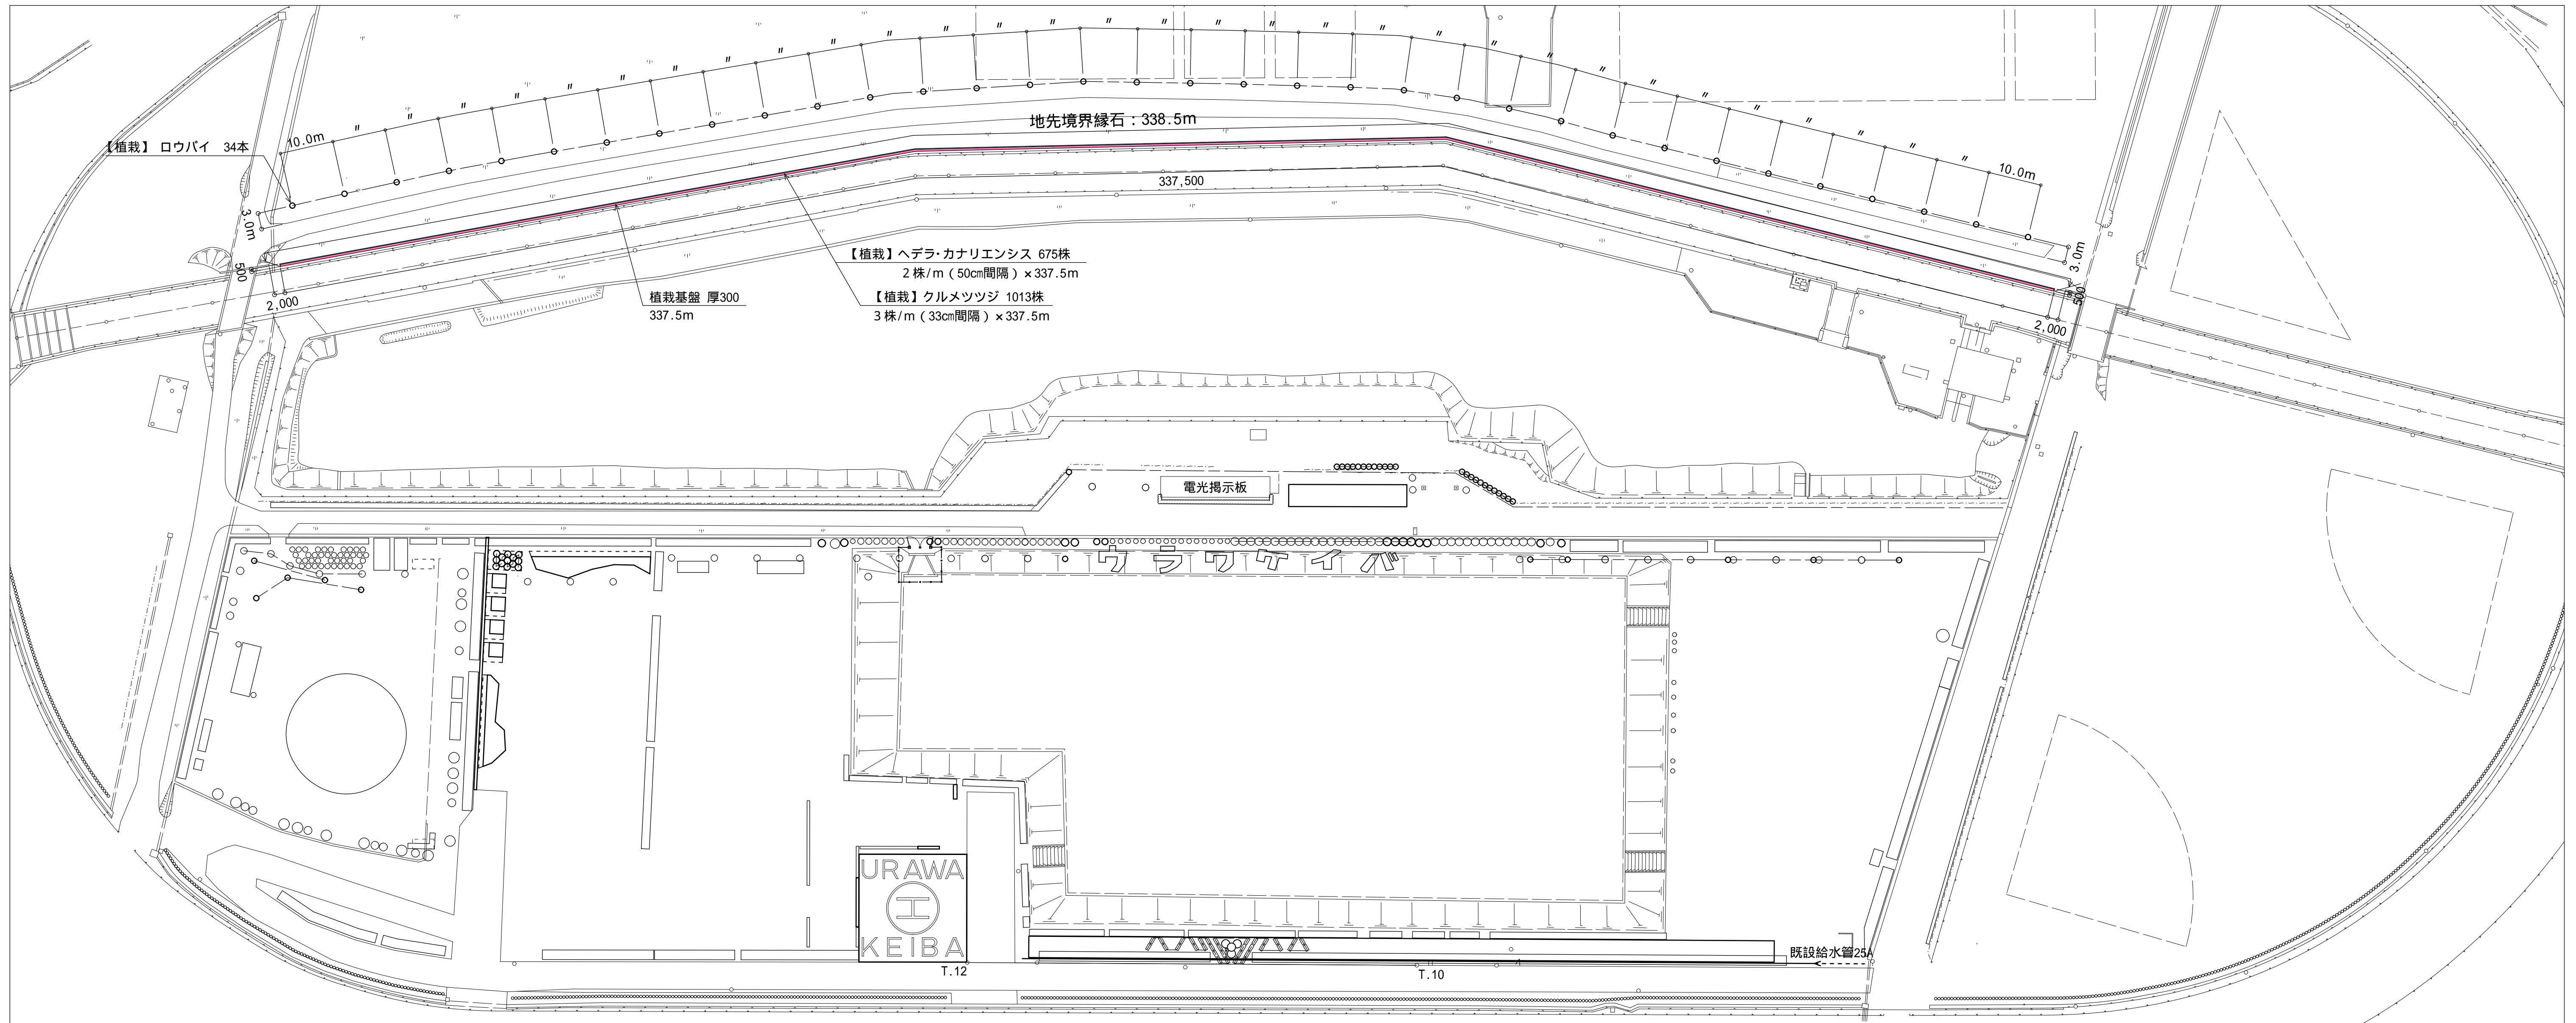 地先境界縁石：338.5m
【植栽】 ロウバイ 34本
10.0m
〃 〃 〃 〃 〃 〃 〃 〃 〃 〃 〃 〃 〃 〃 〃 〃 〃 〃 〃 〃 〃 〃 〃 〃 〃 〃 〃 〃 〃 〃 〃 〃
10.0m
3.0m
500
2,000
337,500
【植栽】ヘデラ・カナリエンシス 675株
２株/m（50㎝間隔）×337.5m
【植栽】クルメツツジ 1013株
３株/m（33㎝間隔）×337.5m
植栽基盤 厚300
337.5m
3.0m
500
2,000
電光掲示板
ウラワケイバ
URAWA
KEIBA
T.12
T.10
既設給水管25A